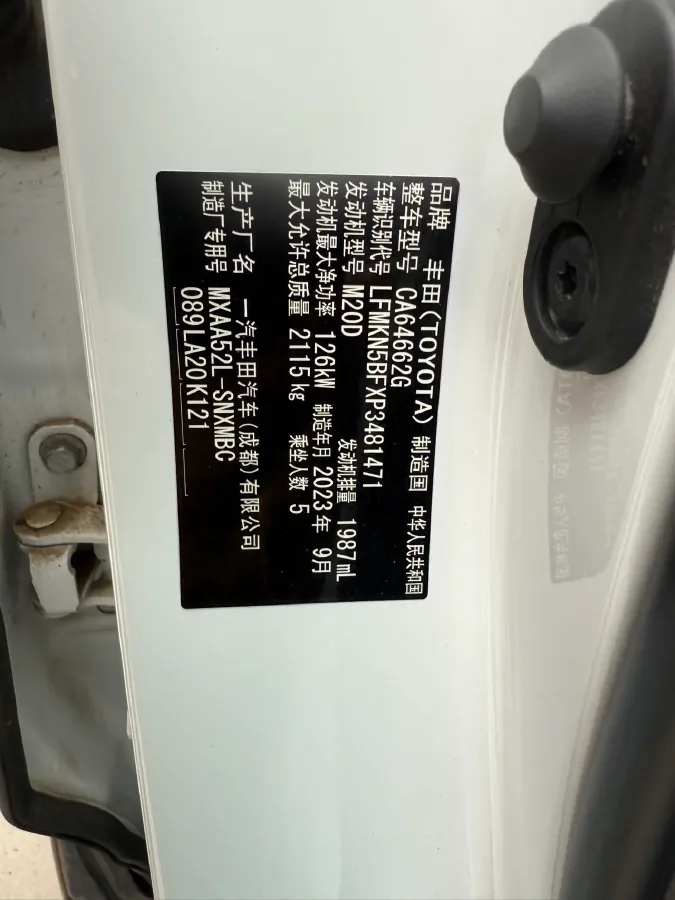 品牌 丰田(TOYOTA) 制造国 中华人民共和国
整车型号 CA64662G
车辆识别代号 LFMKN5BFXP3481471
发动机型号 M20D 发动机排量 1987mL
发动机最大净功率 126kW 制造年月 2023年 9月
最大允许总质量 2115kg 乘坐人数 5
生产厂名 一汽丰田汽车(成都)有限公司
制造厂专用号 MXAA52L-SNXMBC
089LA20K121